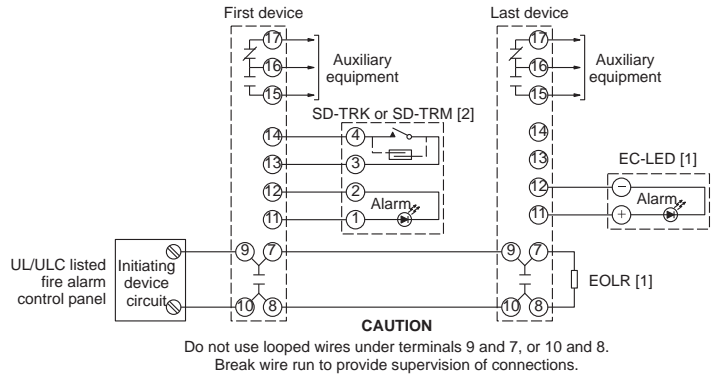 First device
Last device
17
16
15
Auxiliary
equipment
17
16
15
Auxiliary
equipment
SD-TRK or SD-TRM [2]
14
4
13
3
12
2
11
1
Alarm
14
13
12
11
EC-LED [1]
−
+
Alarm
UL/ULC listed
fire alarm
control panel
Initiating
device
circuit
9
7
10
8
9
7
10
8
EOLR [1]
CAUTION
Do not use looped wires under terminals 9 and 7, or 10 and 8.
Break wire run to provide supervision of connections.